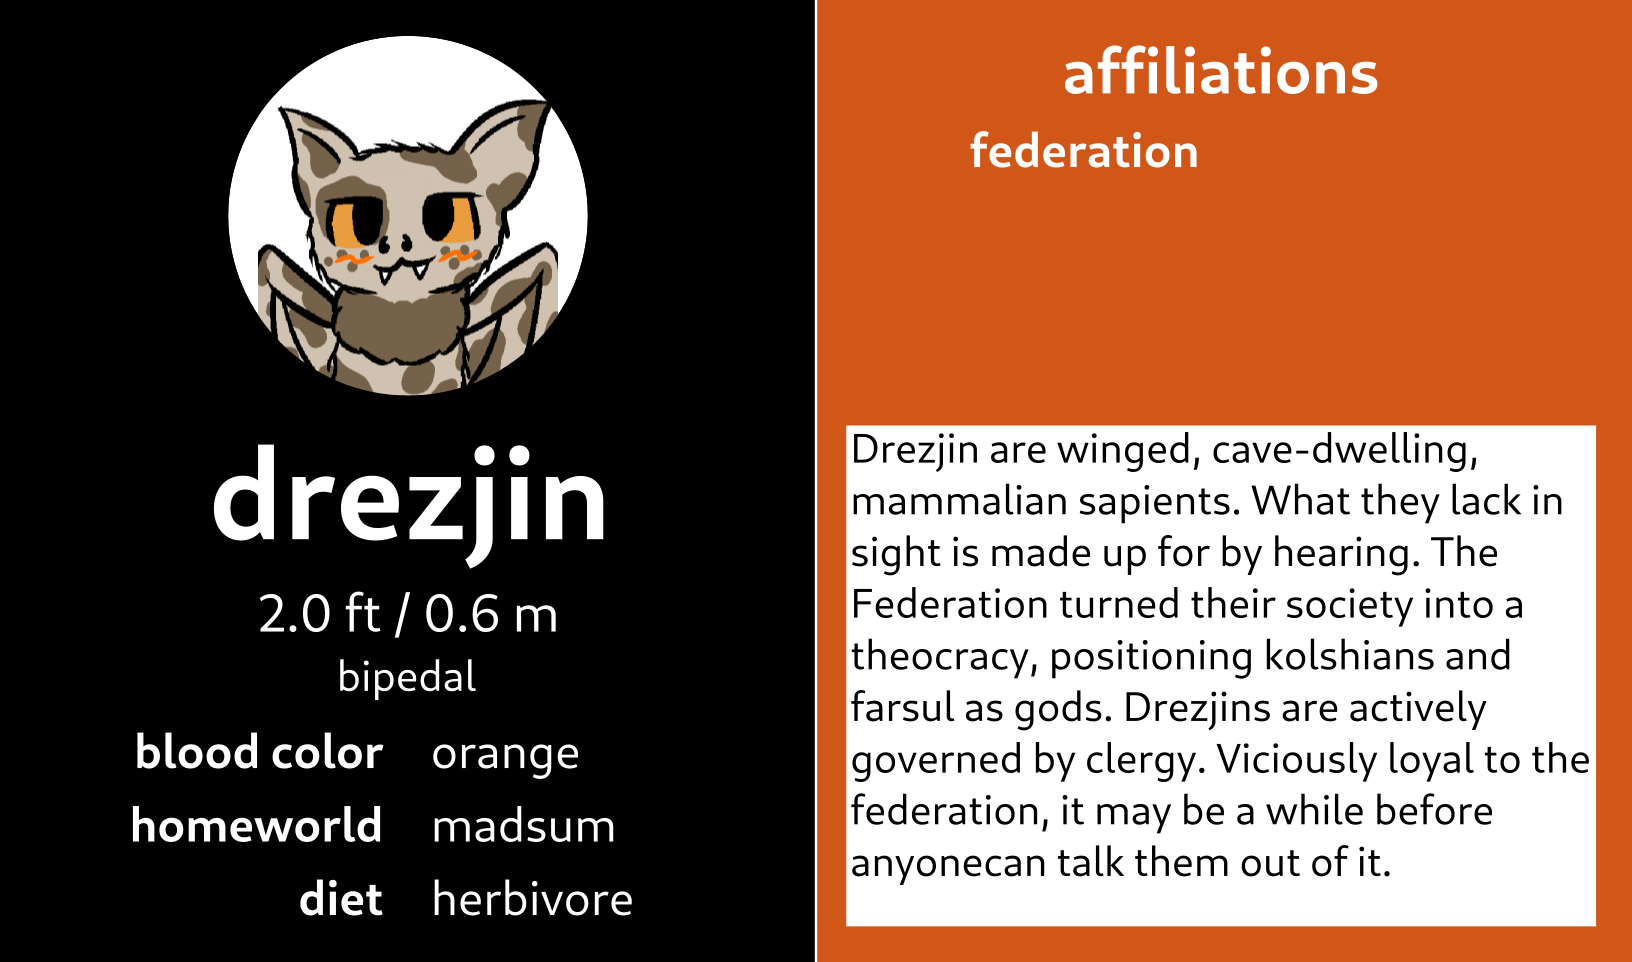 drezjin
2.0 ft / 0.6 m
bipedal
blood color orange
homeworld madsum
diet herbivore
affiliations
federation
Drezjin are winged, cave-dwelling,
mammalian sapients. What they lack in
sight is made up for by hearing. The
Federation turned their society into a
theocracy, positioning kolshians and
farsul as gods. Drezjins are actively
governed by clergy. Viciously loyal to the
federation, it may be a while before
anyonecan talk them out of it.